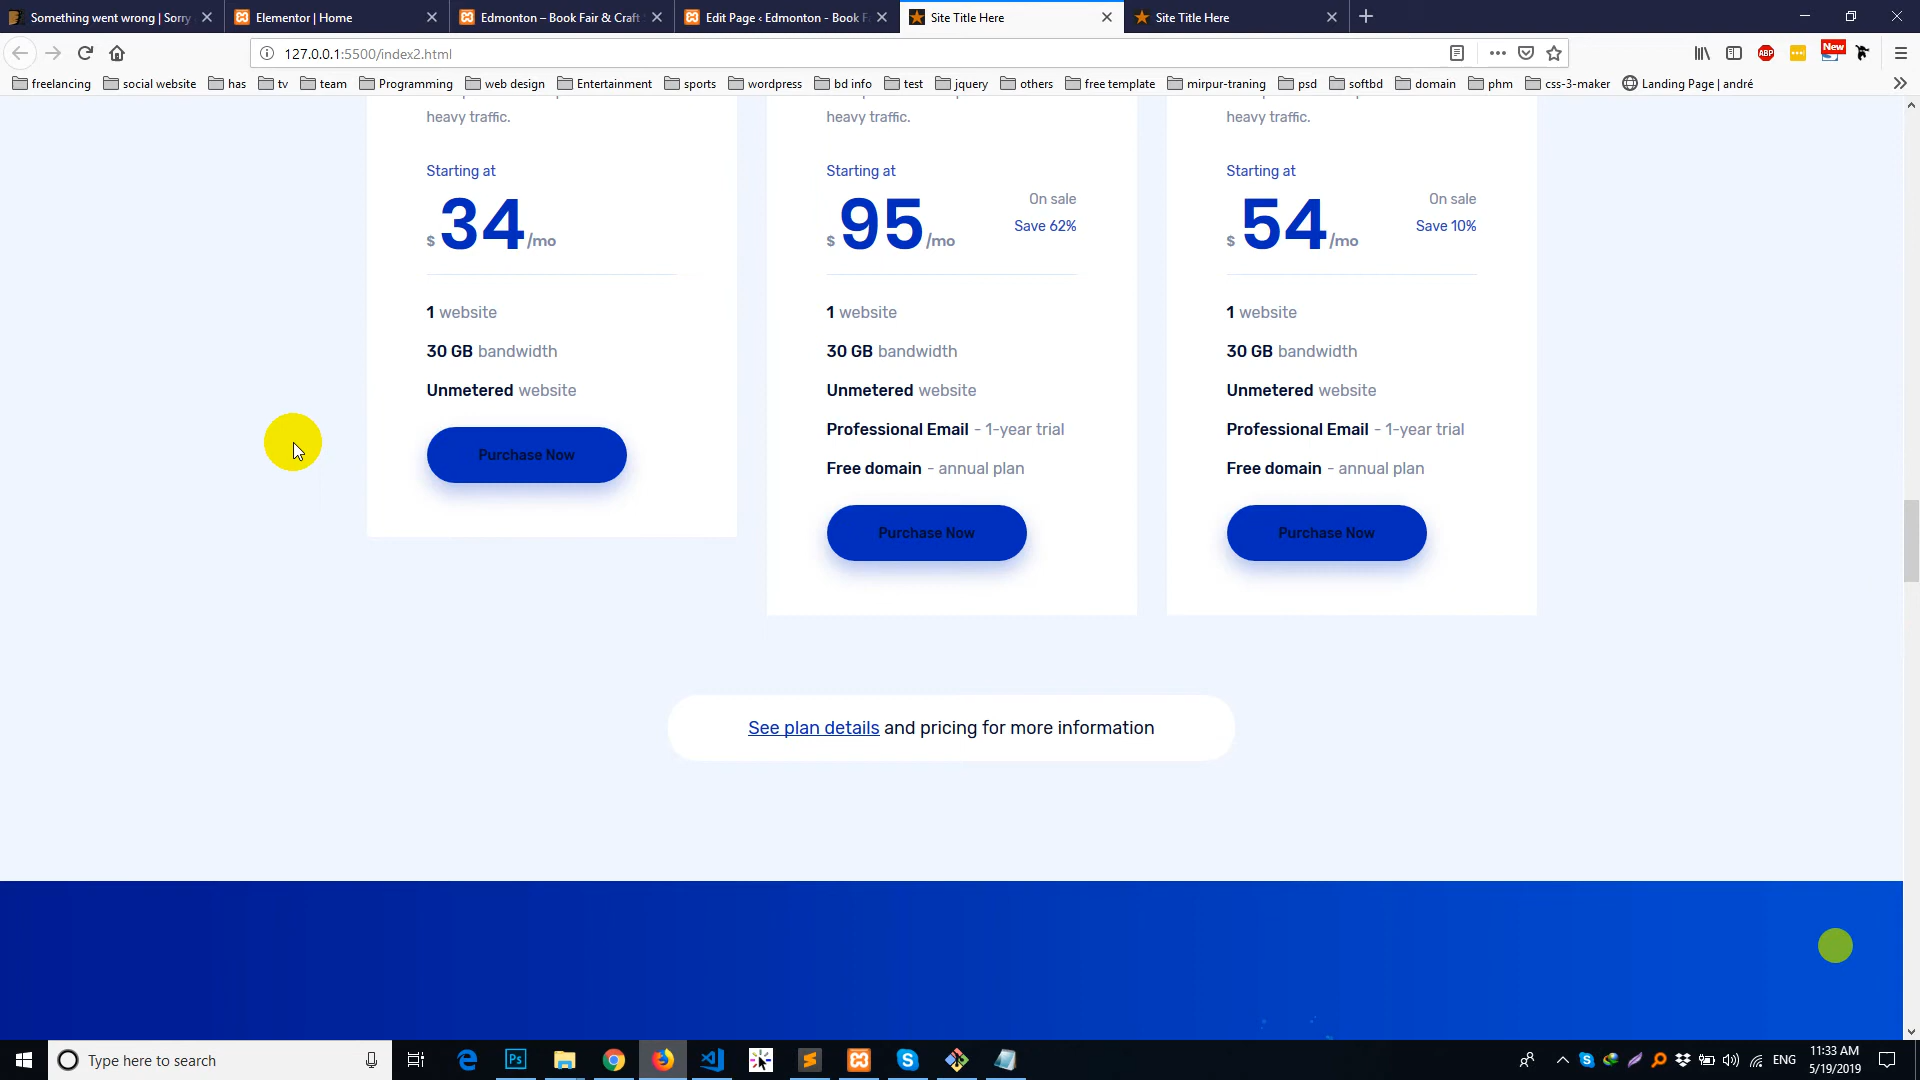 Something went wrong | Sorry
Elementor | Home
Edmonton – Book Fair & Craft
Edit Page ‹ Edmonton - Book F
Site Title Here
Site Title Here
127.0.0.1:5500/index2.html
ABP
New
freelancing
social website
has
tv
team
Programming
web design
Entertainment
sports
wordpress
bd info
test
jquery
others
free template
mirpur-traning
psd
softbd
domain
phm
css-3-maker
Landing Page | andré
heavy traffic.
Starting at
$ 34 /mo
1 website
30 GB bandwidth
Unmetered website
Purchase Now
heavy traffic.
Starting at
$ 95 /mo
On sale
Save 62%
1 website
30 GB bandwidth
Unmetered website
Professional Email - 1-year trial
Free domain - annual plan
Purchase Now
heavy traffic.
Starting at
$ 54 /mo
On sale
Save 10%
1 website
30 GB bandwidth
Unmetered website
Professional Email - 1-year trial
Free domain - annual plan
Purchase Now
See plan details and pricing for more information
Type here to search
Ps
ENG
11:33 AM
5/19/2019